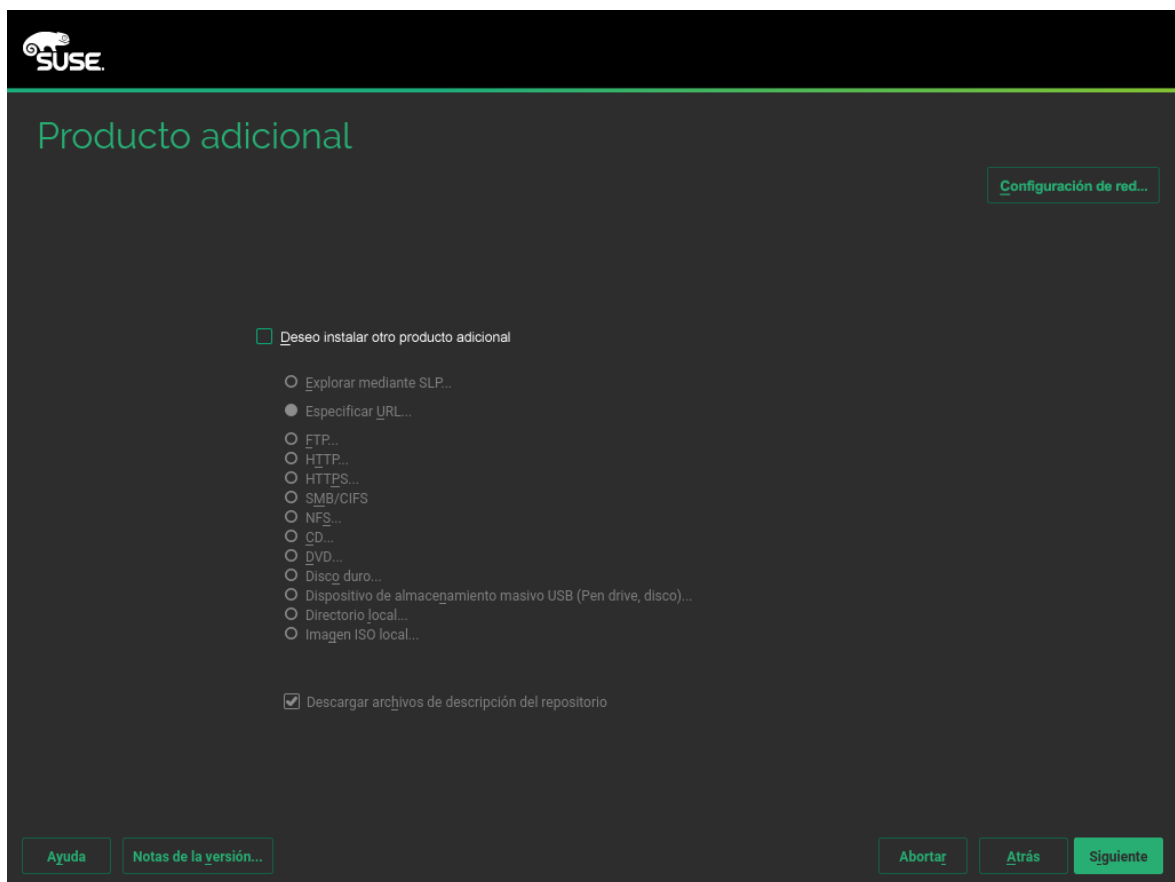 SUSE.
Producto adicional
Configuración de red...
Deseo instalar otro producto adicional
Explorar mediante SLP...
Especificar URL...
FTP...
HTTP...
HTTPS...
SMB/CIFS
NFS...
CD...
DVD...
Disco duro...
Dispositivo de almacenamiento masivo USB (Pen drive, disco)...
Directorio local...
Imagen ISO local...
Descargar archivos de descripción del repositorio
Ayuda Notas de la versión... Abortar Atrás Siguiente